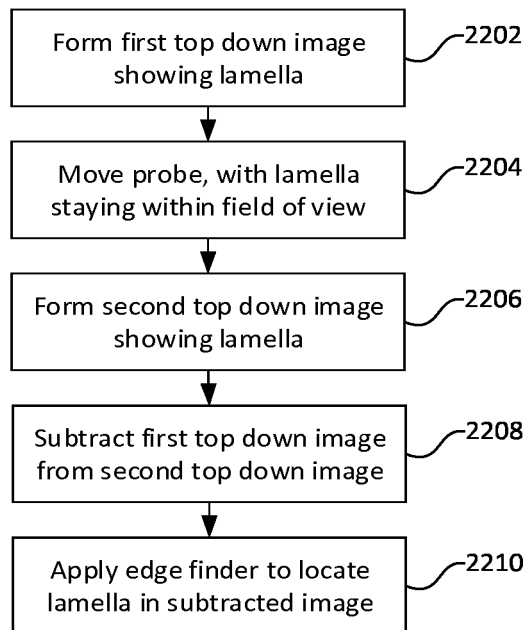 Form first top down image
showing lamella
2202
Move probe, with lamella
staying within field of view
2204
Form second top down image
showing lamella
2206
Subtract first top down image
from second top down image
2208
Apply edge finder to locate
lamella in subtracted image
2210